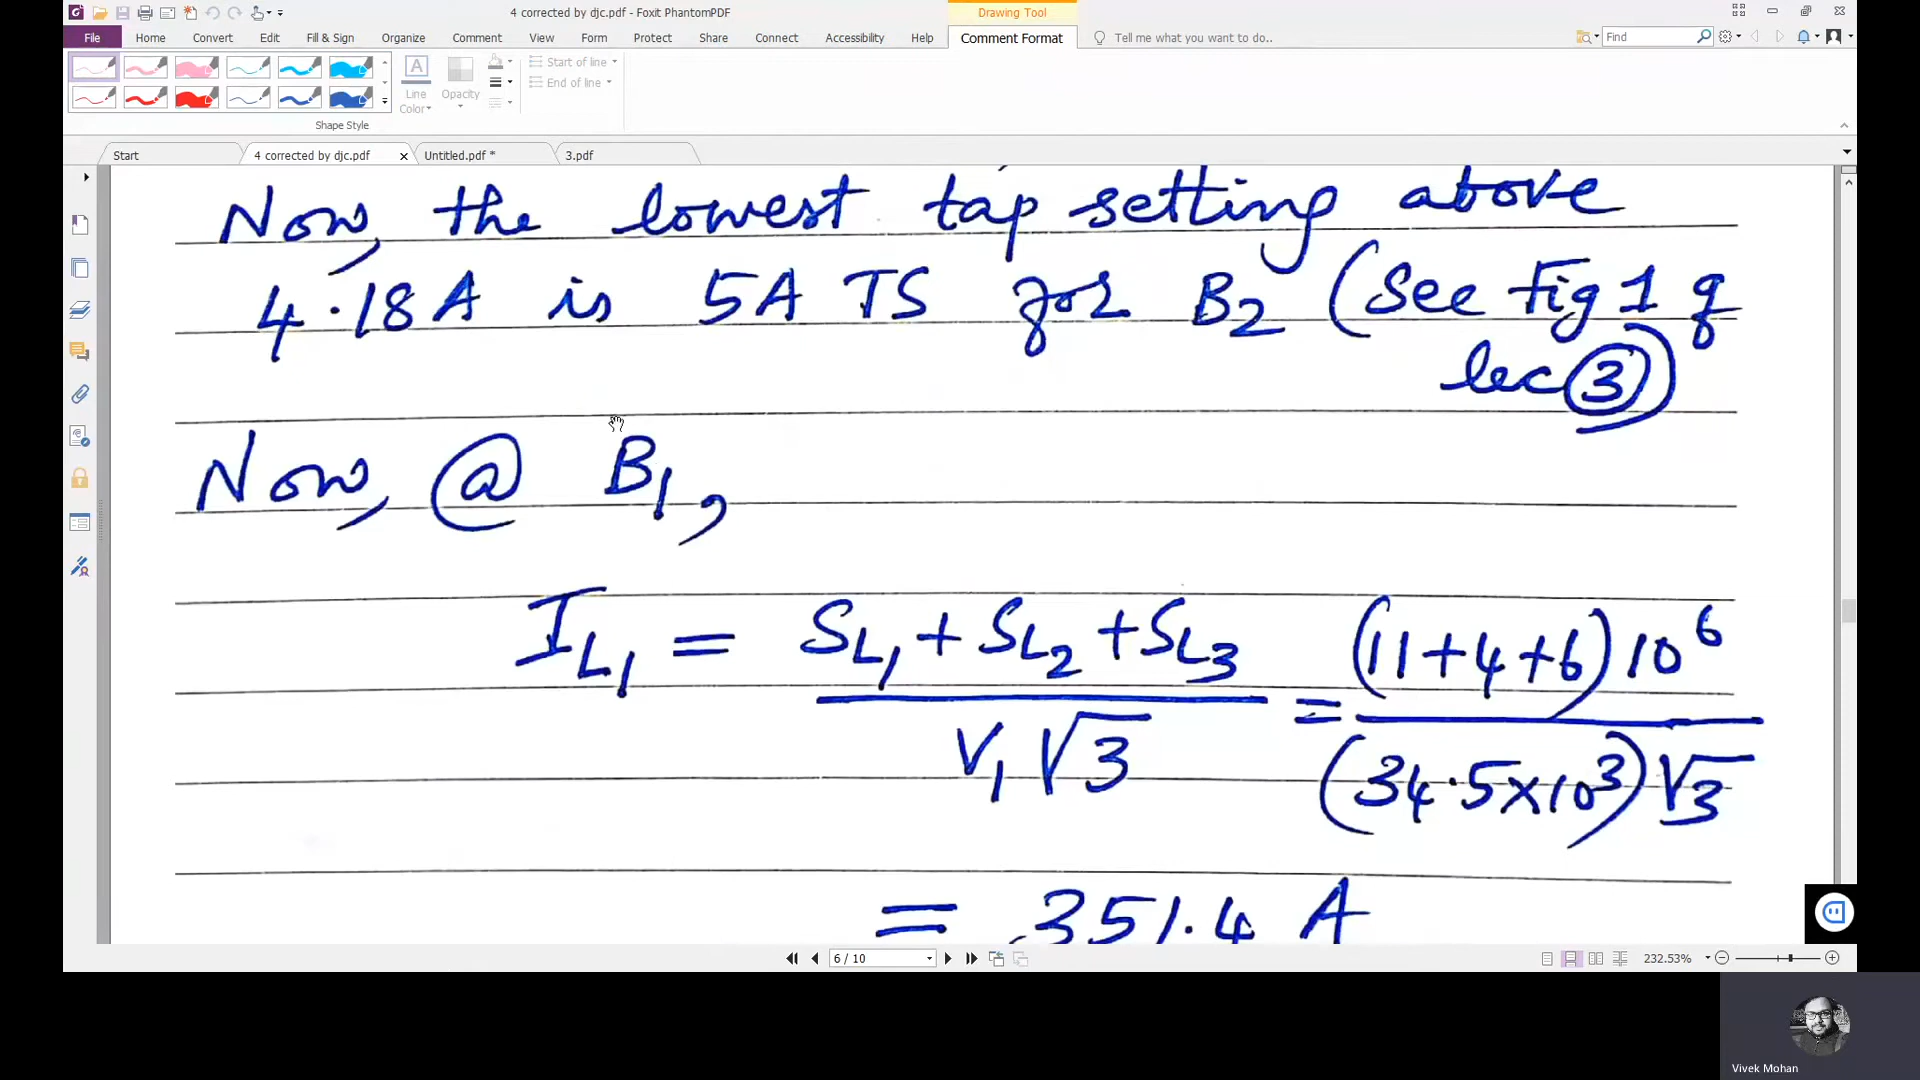 4 corrected by djc.pdf - Foxit PhantomPDF
Drawing Tool
File Home Convert Edit Fill & Sign Organize Comment View Form Protect Share Connect Accessibility Help Comment Format Tell me what you want to do.. Find
Start of line
End of line
Line Color
Opacity
Shape Style
Start 4 corrected by djc.pdf Untitled.pdf * 3.pdf
Now, the lowest tap setting above
4.18A is 5A TS for B2 (See Fig 1 of
lec 3)
Now, @ B1,
IL1 = SL1 + SL2 + SL3 / V1 √3 = (11+4+6) 10^6 / (34.5×10^3) √3
= 351.4 A
6 / 10
232.53%
Vivek Mohan